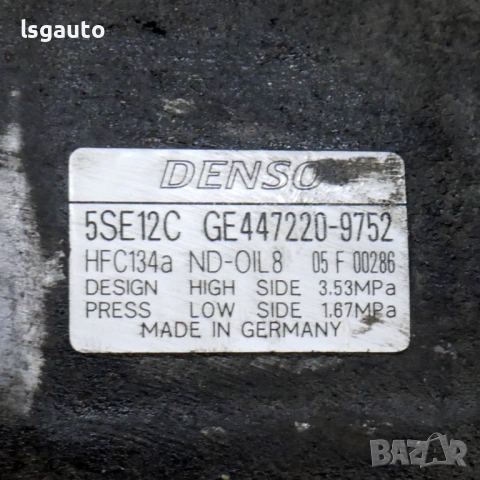 lsgauto
DENSO
5SE12C GE447220-9752
HFC134a ND-OIL8 05 F 00286
DESIGN HIGH SIDE 3.53MPa
PRESS LOW SIDE 1.67MPa
MADE IN GERMANY
BAZAR